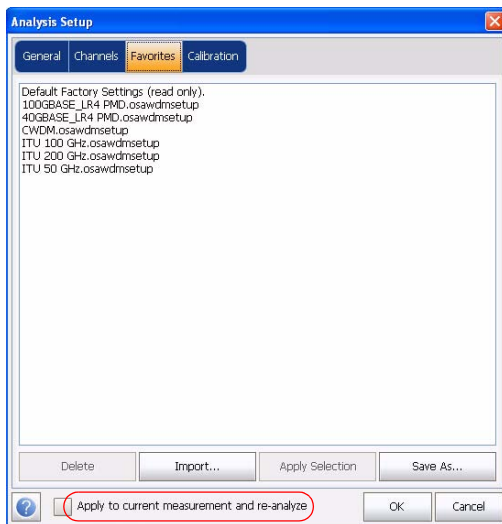 Analysis Setup
General Channels Favorites Calibration
Default Factory Settings (read only).
100GBASE_LR4 PMD.osawdmsetup
40GBASE_LR4 PMD.osawdmsetup
CWDM.osawdmsetup
ITU 100 GHz.osawdmsetup
ITU 200 GHz.osawdmsetup
ITU 50 GHz.osawdmsetup
Delete Import... Apply Selection Save As...
? Apply to current measurement and re-analyze OK Cancel